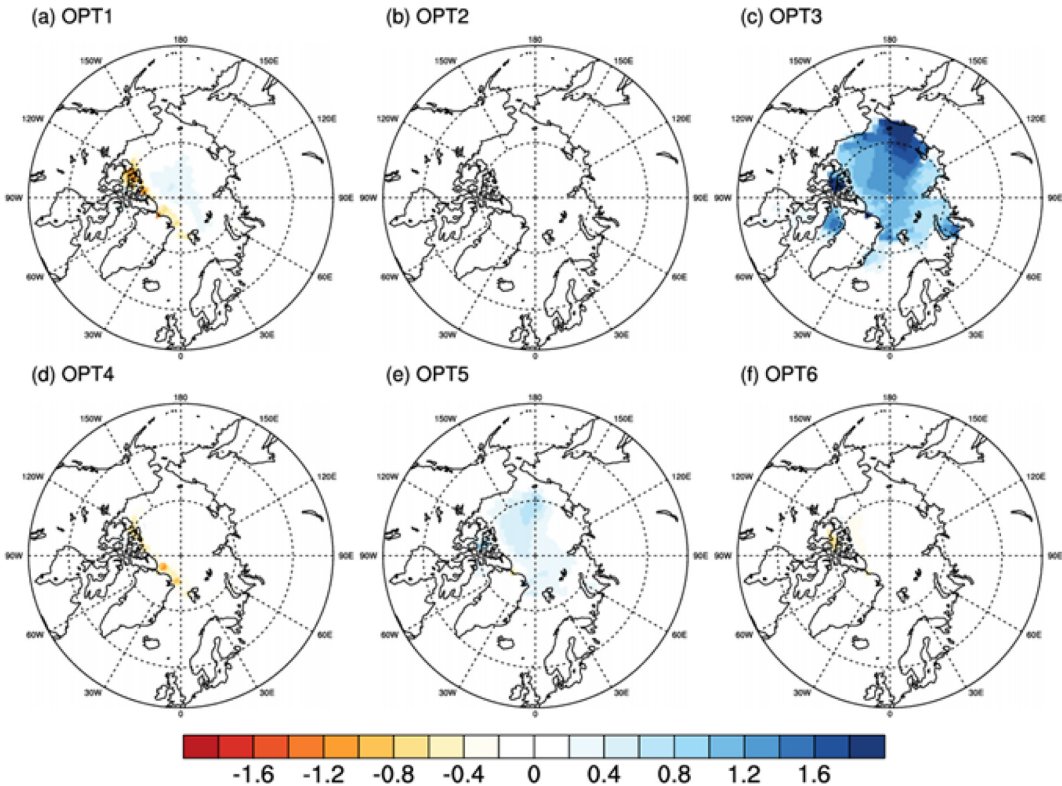 (a) OPT1 (b) OPT2 (c) OPT3
180 180 180
150W 150E 150W 150E 150W 150E
120W 120E 120W 120E 120W 120E
90W 90E 90W 90E 90W 90E
60W 60E 60W 60E 60W 60E
30W 30E 30W 30E 30W 30E
0 0 0
(d) OPT4 (e) OPT5 (f) OPT6
180 180 180
150W 150E 150W 150E 150W 150E
120W 120E 120W 120E 120W 120E
90W 90E 90W 90E 90W 90E
60W 60E 60W 60E 60W 60E
30W 30E 30W 30E 30W 30E
0 0 0
-1.6 -1.2 -0.8 -0.4 0 0.4 0.8 1.2 1.6